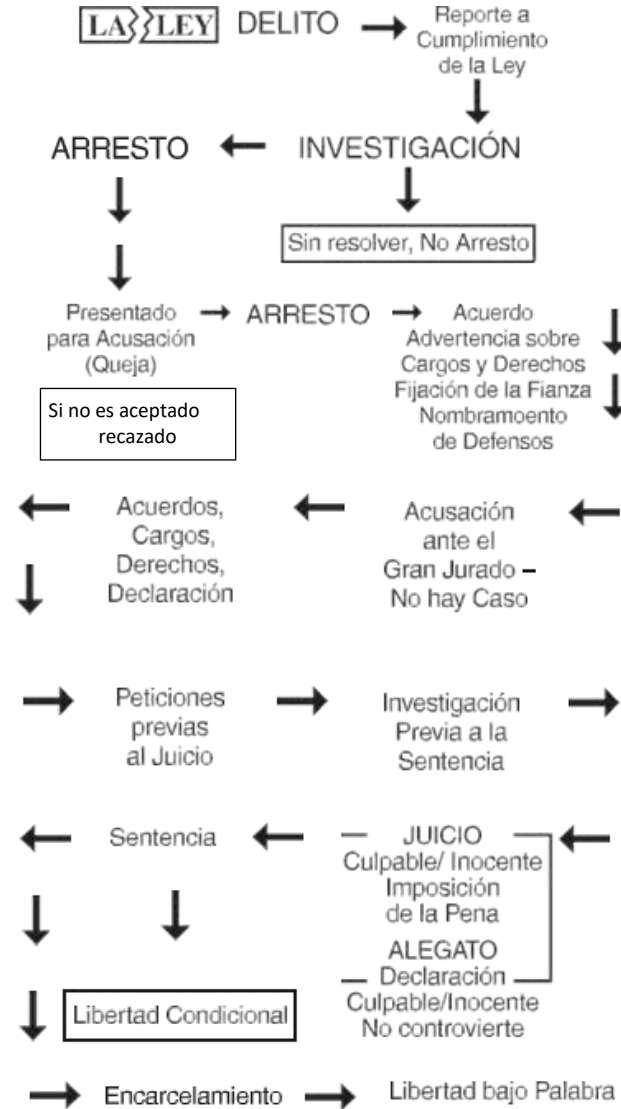 LA LEY DELITO
Reporte a
Cumplimiento
de la Ley
ARRESTO
INVESTIGACIÓN
Sin resolver, No Arresto
Presentado
para Acusación
(Queja)
ARRESTO
Acuerdo
Advertencia sobre
Cargos y Derechos
Fijación de la Fianza
Nombramoento
de Defensos
Si no es aceptado
recazado
Acuerdos,
Cargos,
Derechos,
Declaración
Acusación
ante el
Gran Jurado –
No hay Caso
Peticiones
previas
al Juicio
Investigación
Previa a la
Sentencia
Sentencia
JUICIO
Culpable/ Inocente
Imposición
de la Pena
ALEGATO
Declaración
Culpable/Inocente
No controvierte
Libertad Condicional
Encarcelamiento
Libertad bajo Palabra